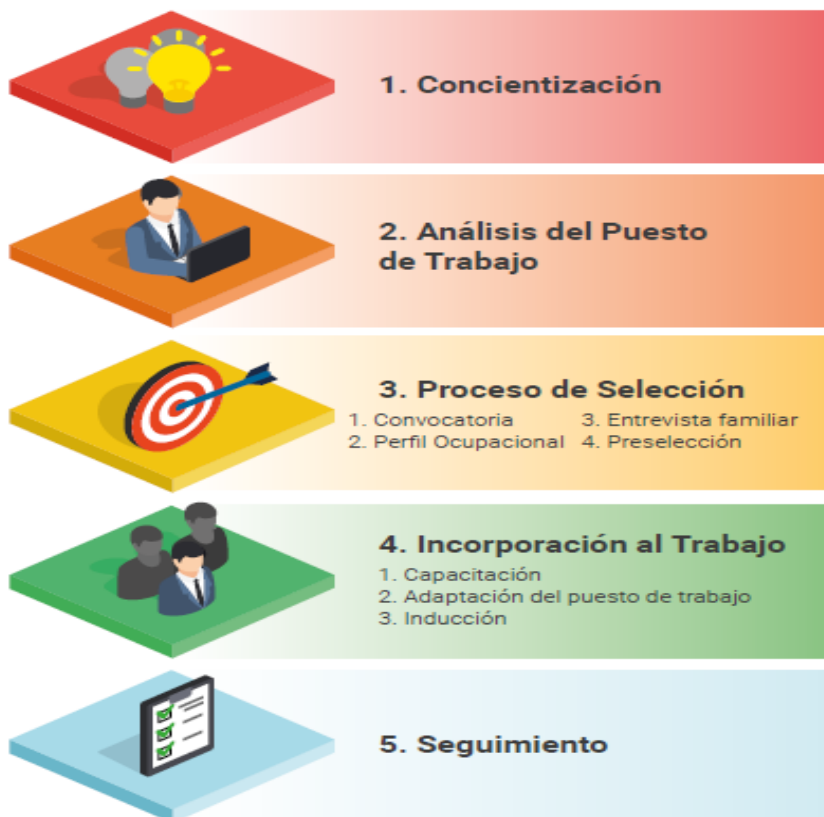 1. Concientización
2. Análisis del Puesto
de Trabajo
3. Proceso de Selección
1. Convocatoria
2. Perfil Ocupacional
3. Entrevista familiar
4. Preselección
4. Incorporación al Trabajo
1. Capacitación
2. Adaptación del puesto de trabajo
3. Inducción
5. Seguimiento